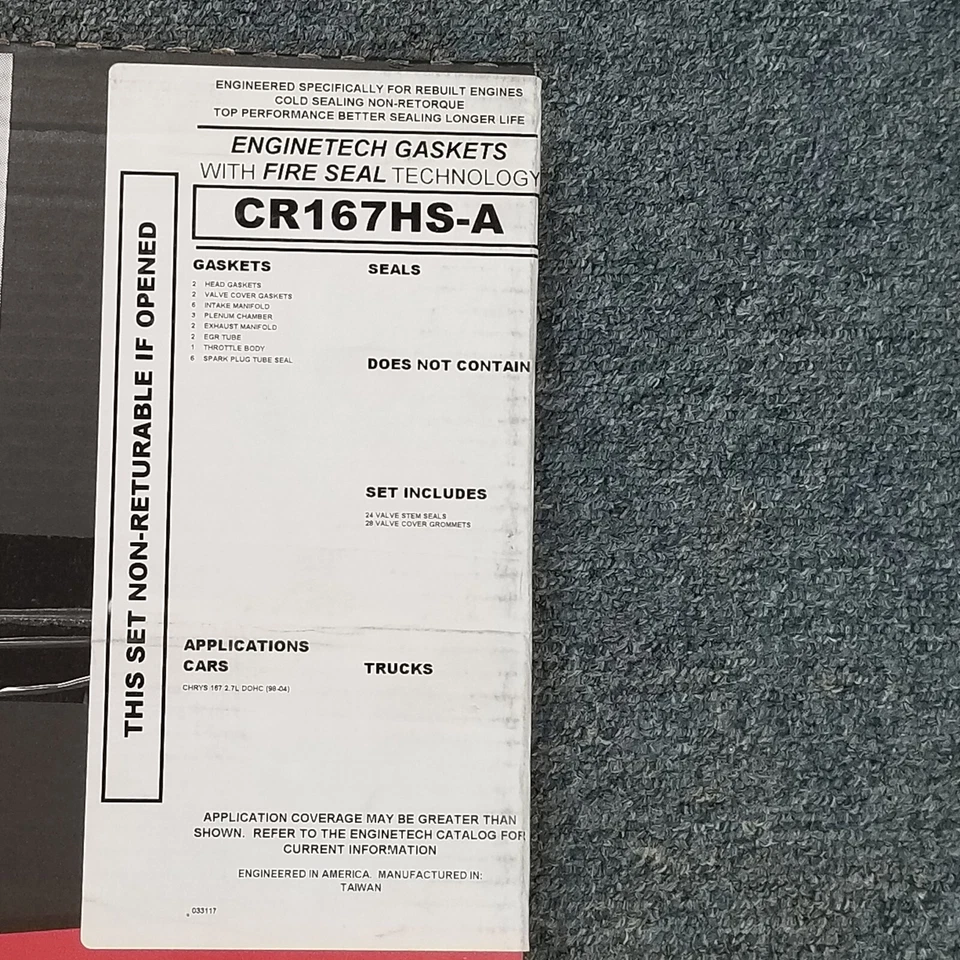 ENGINEERED SPECIFICALLY FOR REBUILT ENGINES
COLD SEALING NON-RETORQUE
TOP PERFORMANCE BETTER SEALING LONGER LIFE
ENGINETECH GASKETS
WITH FIRE SEAL TECHNOLOGY
CR167HS-A
THIS SET NON-RETURABLE IF OPENED
GASKETS
2 HEAD GASKETS
2 VALVE COVER GASKETS
6 INTAKE MANIFOLD
3 PLENUM CHAMBER
2 EXHAUST MANIFOLD
2 EGR TUBE
1 THROTTLE BODY
6 SPARK PLUG TUBE SEAL
SEALS
DOES NOT CONTAIN
SET INCLUDES
24 VALVE STEM SEALS
28 VALVE COVER GROMMETS
APPLICATIONS
CARS
CHRYS 167 2.7L DOHC (98-04)
TRUCKS
APPLICATION COVERAGE MAY BE GREATER THAN
SHOWN. REFER TO THE ENGINETECH CATALOG FOR
CURRENT INFORMATION
ENGINEERED IN AMERICA. MANUFACTURED IN:
TAIWAN
033117